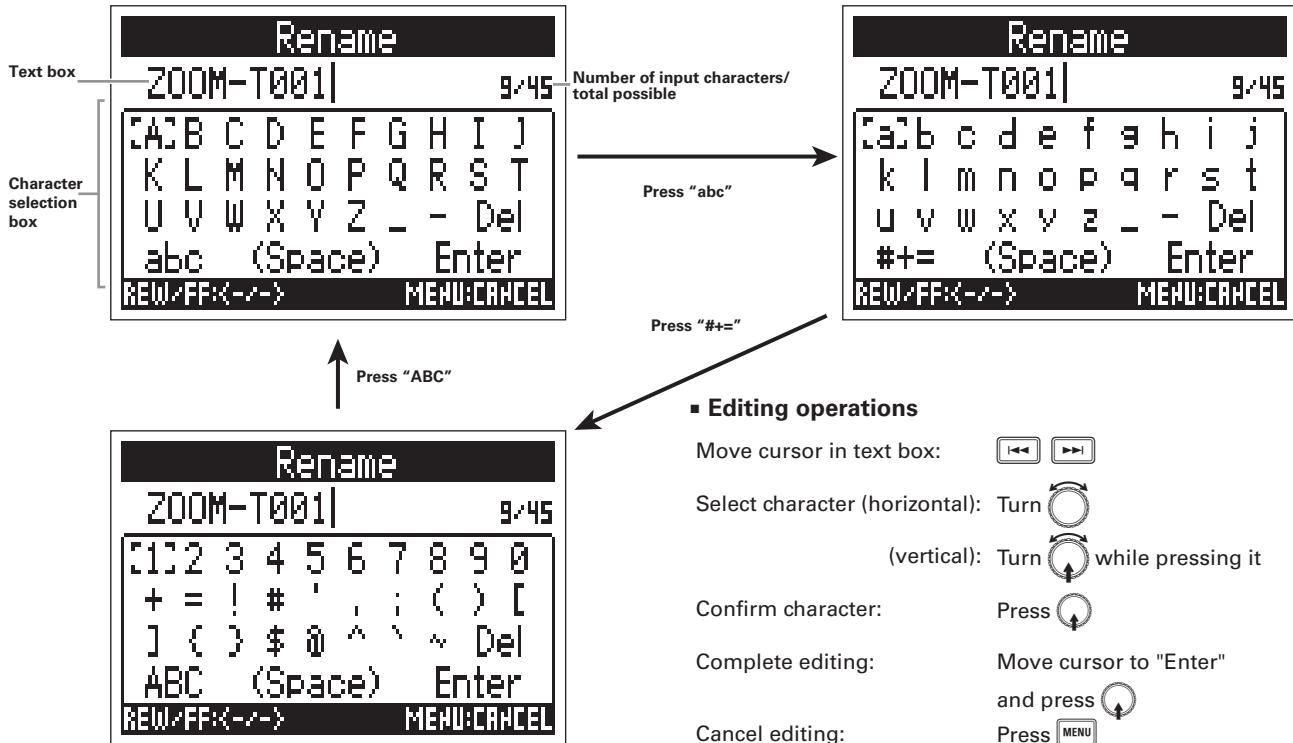 Rename
Text box
ZOOM-T001
9/45
Number of input characters/
total possible
Character
selection
box
[A] B C D E F G H I J
K L M N O P Q R S T
U V W X Y Z _ - Del
abc (Space) Enter
REW/FF:<-/-> MENU:CANCEL
Press "abc"
Rename
ZOOM-T001
9/45
[a] b c d e f g h i j
k l m n o p q r s t
u v w x y z _ - Del
#+= (Space) Enter
REW/FF:<-/-> MENU:CANCEL
Press "#+="
Press "ABC"
Rename
ZOOM-T001
9/45
[1] 2 3 4 5 6 7 8 9 0
+ = ! # ' , ; ( ) [
] { } $ @ ^ ` ~ Del
ABC (Space) Enter
REW/FF:<-/-> MENU:CANCEL
■ Editing operations
Move cursor in text box:
Select character (horizontal): Turn
(vertical): Turn while pressing it
Confirm character: Press
Complete editing: Move cursor to "Enter"
and press
Cancel editing: Press MENU